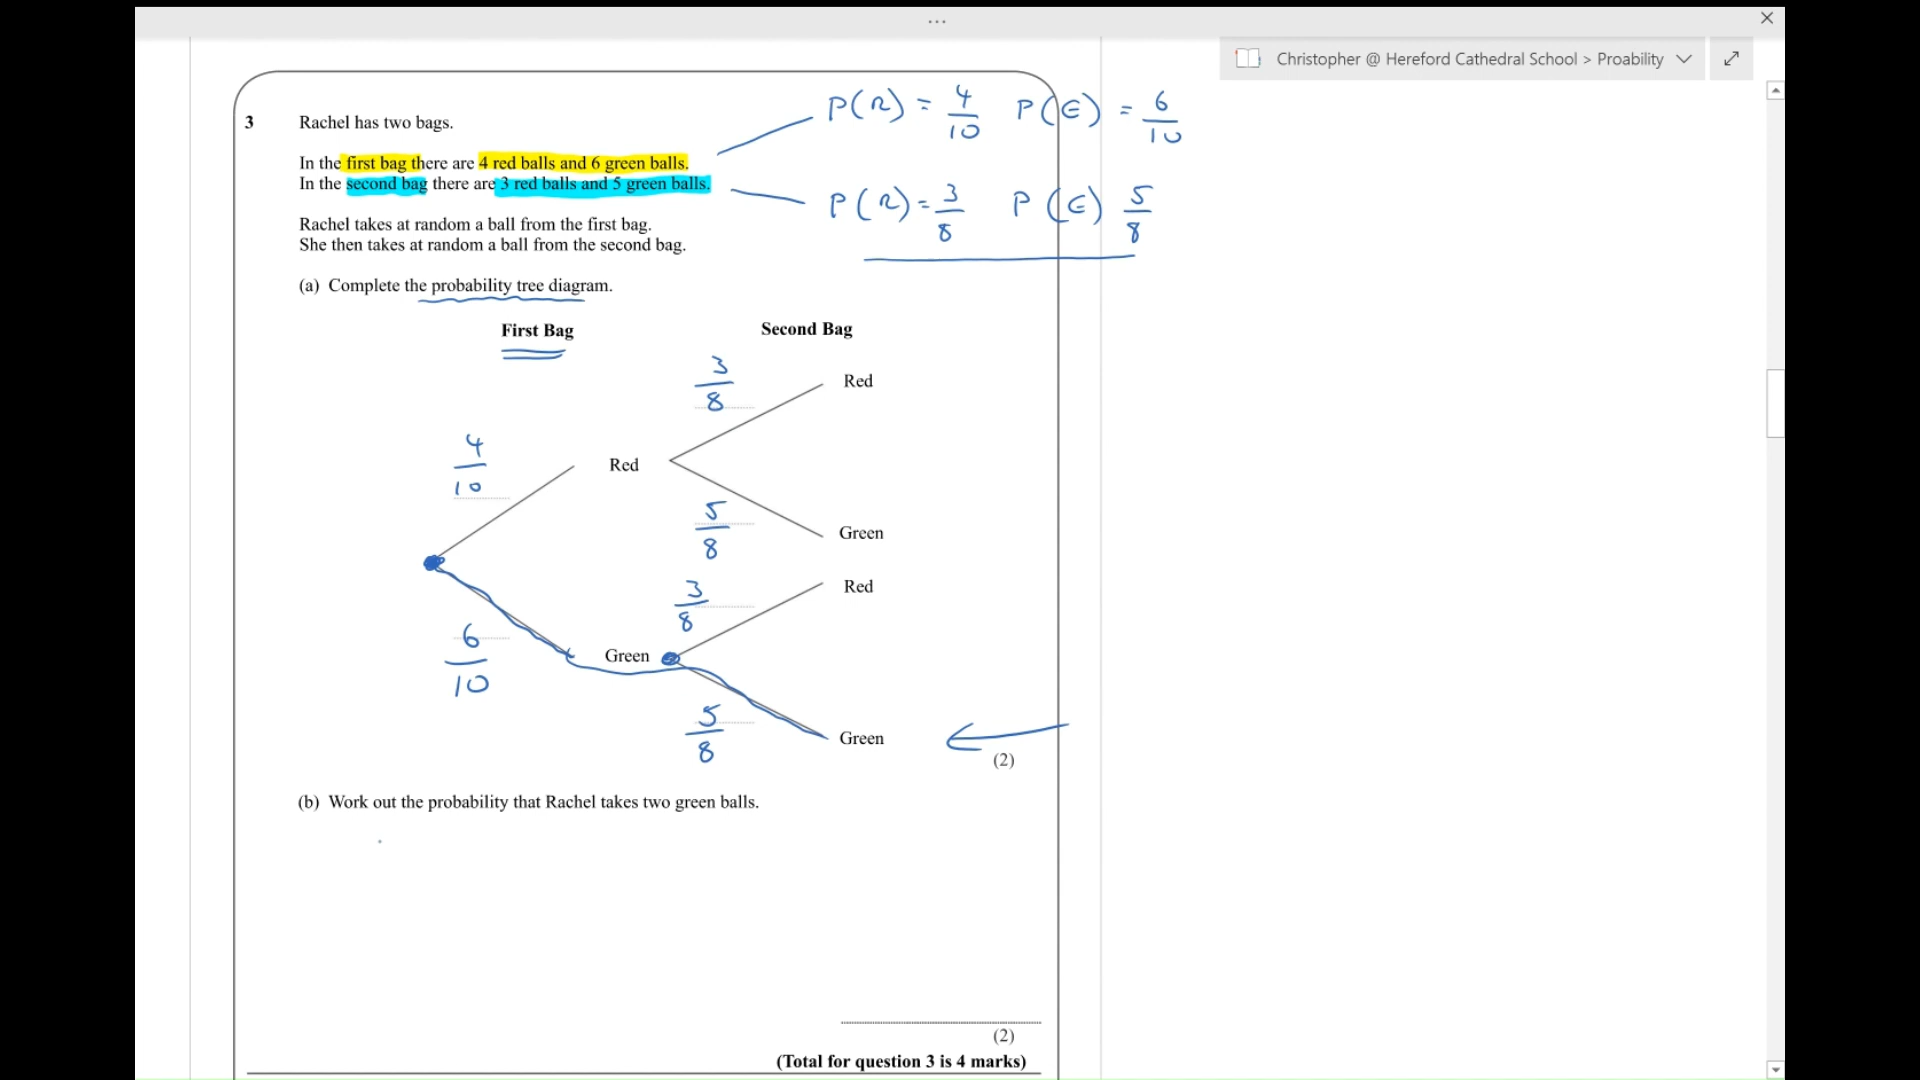 ...
Christopher @ Hereford Cathedral School > Proability
P(R) = 4/10 P(G) = 6/10
3 Rachel has two bags.
In the first bag there are 4 red balls and 6 green balls.
In the second bag there are 3 red balls and 5 green balls.
P(R) = 3/8 P(G) 5/8
Rachel takes at random a ball from the first bag.
She then takes at random a ball from the second bag.
(a) Complete the probability tree diagram.
First Bag Second Bag
3/8
Red
4/10
Red
5/8
Green
3/8
Red
6/10
Green
5/8
Green
(2)
(b) Work out the probability that Rachel takes two green balls.
(2)
(Total for question 3 is 4 marks)